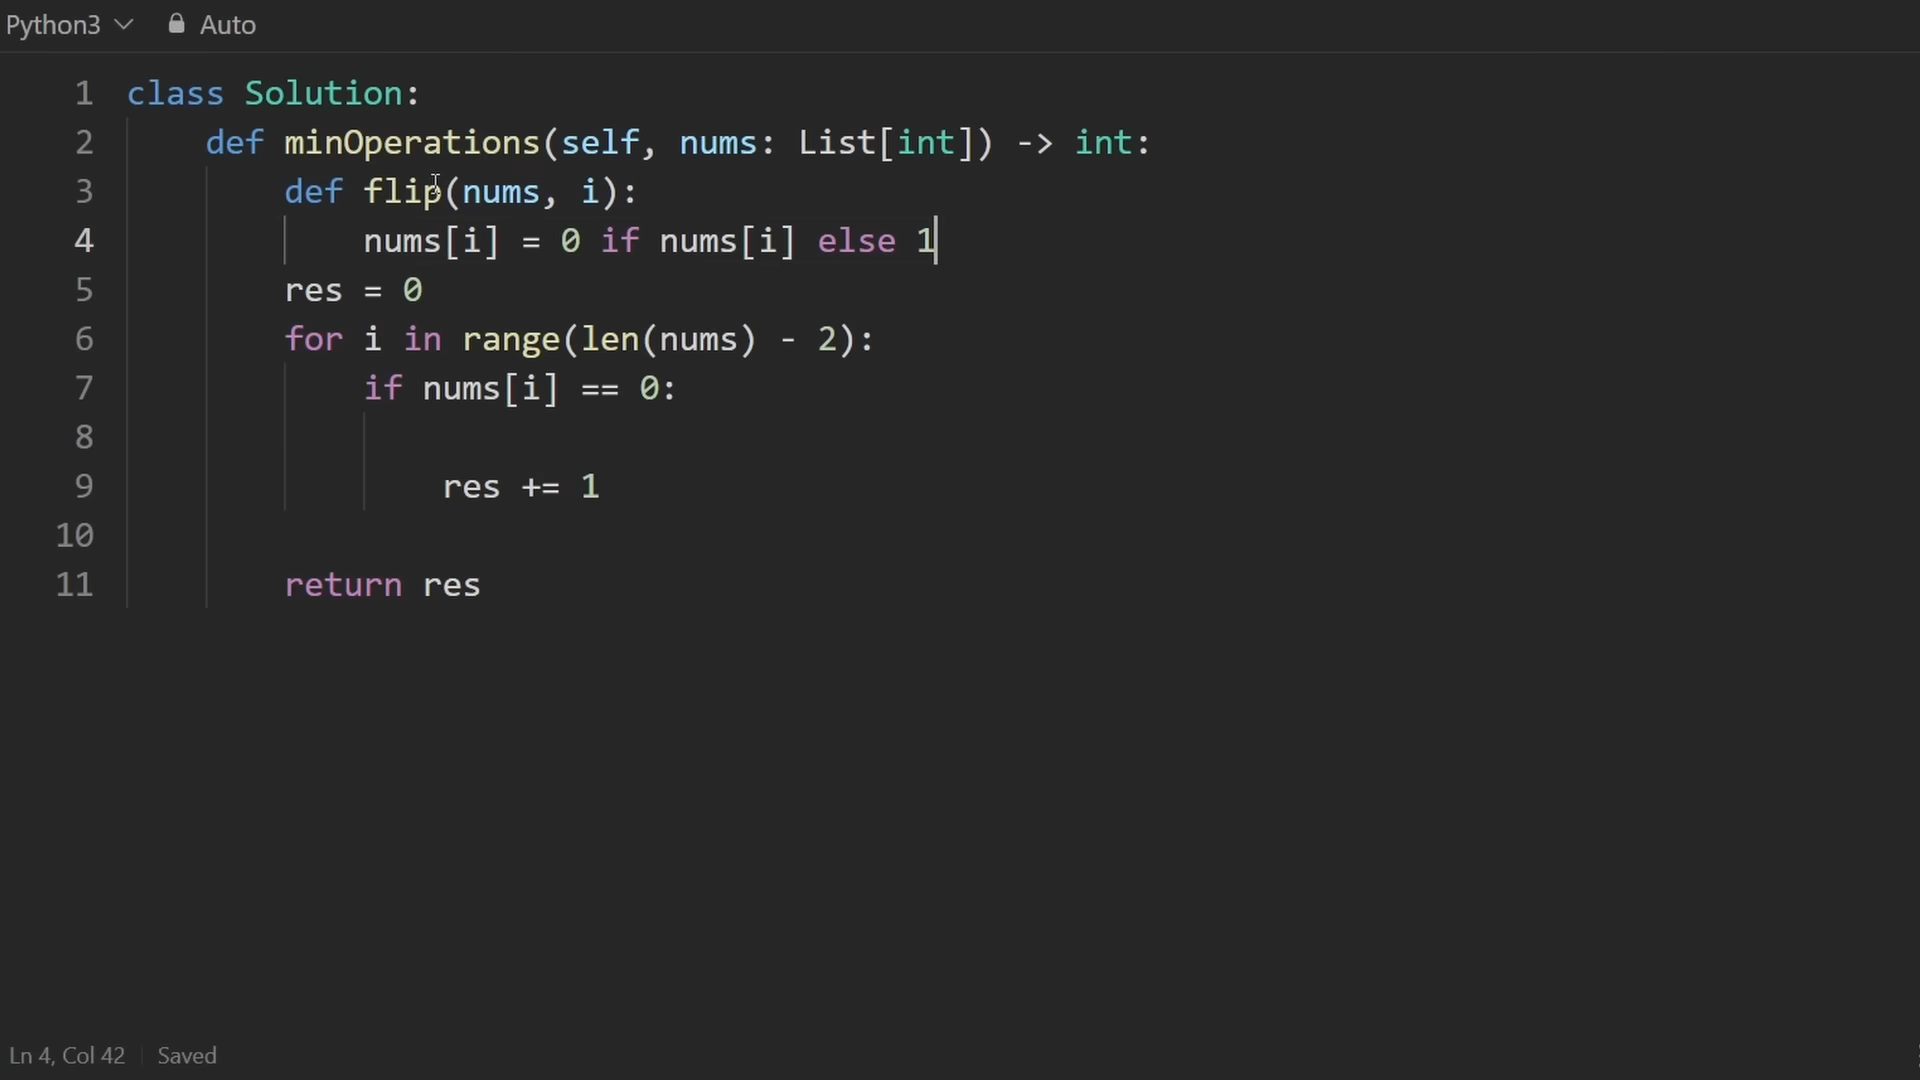 Python3 Auto
1 class Solution:
2 def minOperations(self, nums: List[int]) -> int:
3 def flip(nums, i):
4 nums[i] = 0 if nums[i] else 1
5 res = 0
6 for i in range(len(nums) - 2):
7 if nums[i] == 0:
8
9 res += 1
10
11 return res
Ln 4, Col 42 Saved